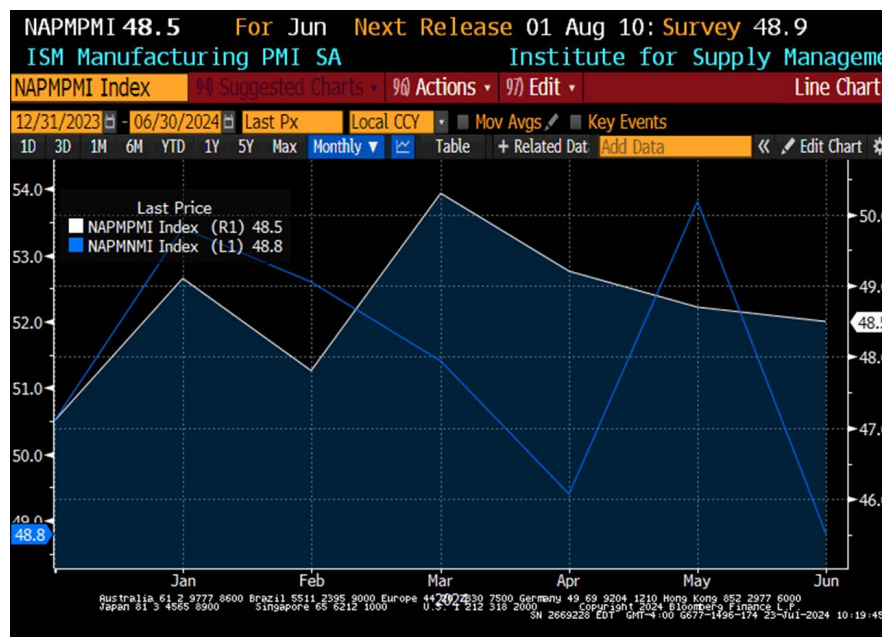 NAPMPMI 48.5 For Jun Next Release 01 Aug 10: Survey 48.9
ISM Manufacturing PMI SA Institute for Supply Manageme
NAPMPMI Index 94) Suggested Charts 96) Actions 97) Edit Line Chart
12/31/2023 - 06/30/2024 Last Px Local CCY Mov Avgs Key Events
1D 3D 1M 6M YTD 1Y 5Y Max Monthly ▼ Table + Related Dat Add Data « Edit Chart
Last Price
NAPMPMI Index (R1) 48.5
NAPMNMI Index (L1) 48.8
54.0
53.0
52.0
51.0
50.0
49.0
48.8
50.
49.
48.5
48.
47.
46.
Jan Feb Mar Apr May Jun
2024
Australia 61 2 9777 8600 Brazil 5511 2395 9000 Europe 44 20 7330 7500 Germany 49 69 9204 1210 Hong Kong 852 2977 6000
Japan 81 3 4565 8900 Singapore 65 6212 1000 U.S. 1 212 318 2000 Copyright 2024 Bloomberg Finance L.P.
SN 2669228 EDT GMT-4:00 G677-1496-174 23-Jul-2024 10:19:45